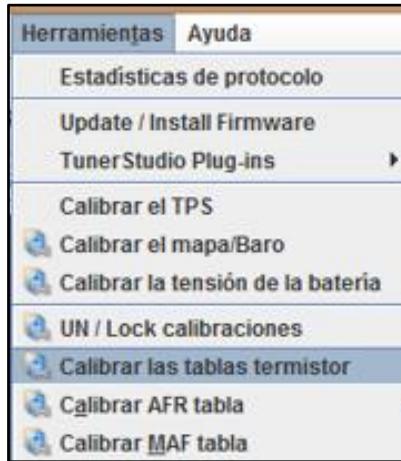 Herramientas Ayuda
Estadísticas de protocolo
Update / Install Firmware
TunerStudio Plug-ins
Calibrar el TPS
Calibrar el mapa/Baro
Calibrar la tensión de la batería
UN / Lock calibraciones
Calibrar las tablas termistor
Calibrar AFR tabla
Calibrar MAF tabla